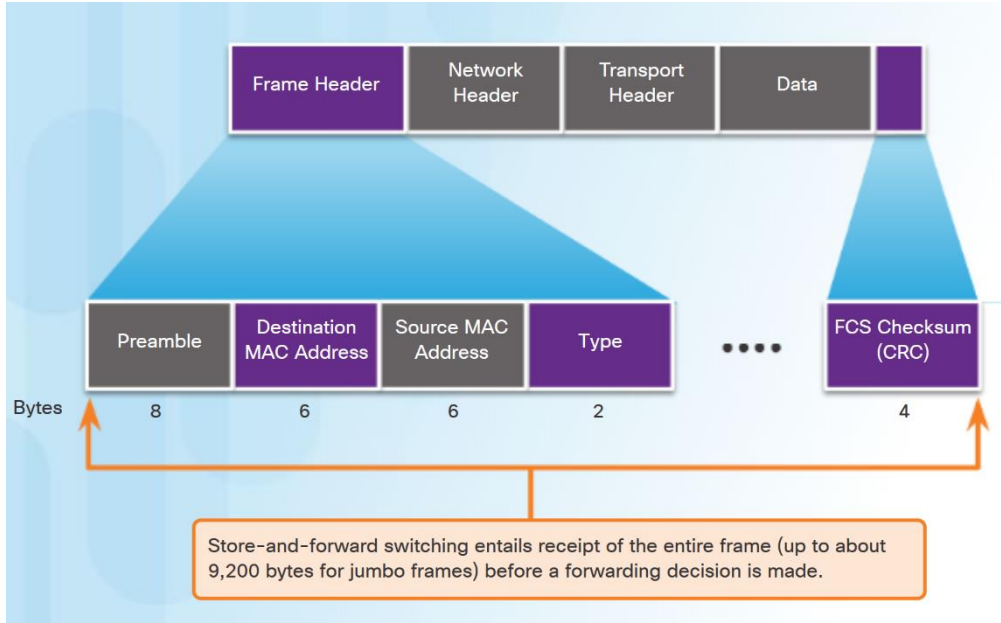 Frame Header
Network
Header
Transport
Header
Data
Preamble
Destination
MAC Address
Source MAC
Address
Type
••••
FCS Checksum
(CRC)
Bytes 8 6 6 2 4
Store-and-forward switching entails receipt of the entire frame (up to about
9,200 bytes for jumbo frames) before a forwarding decision is made.